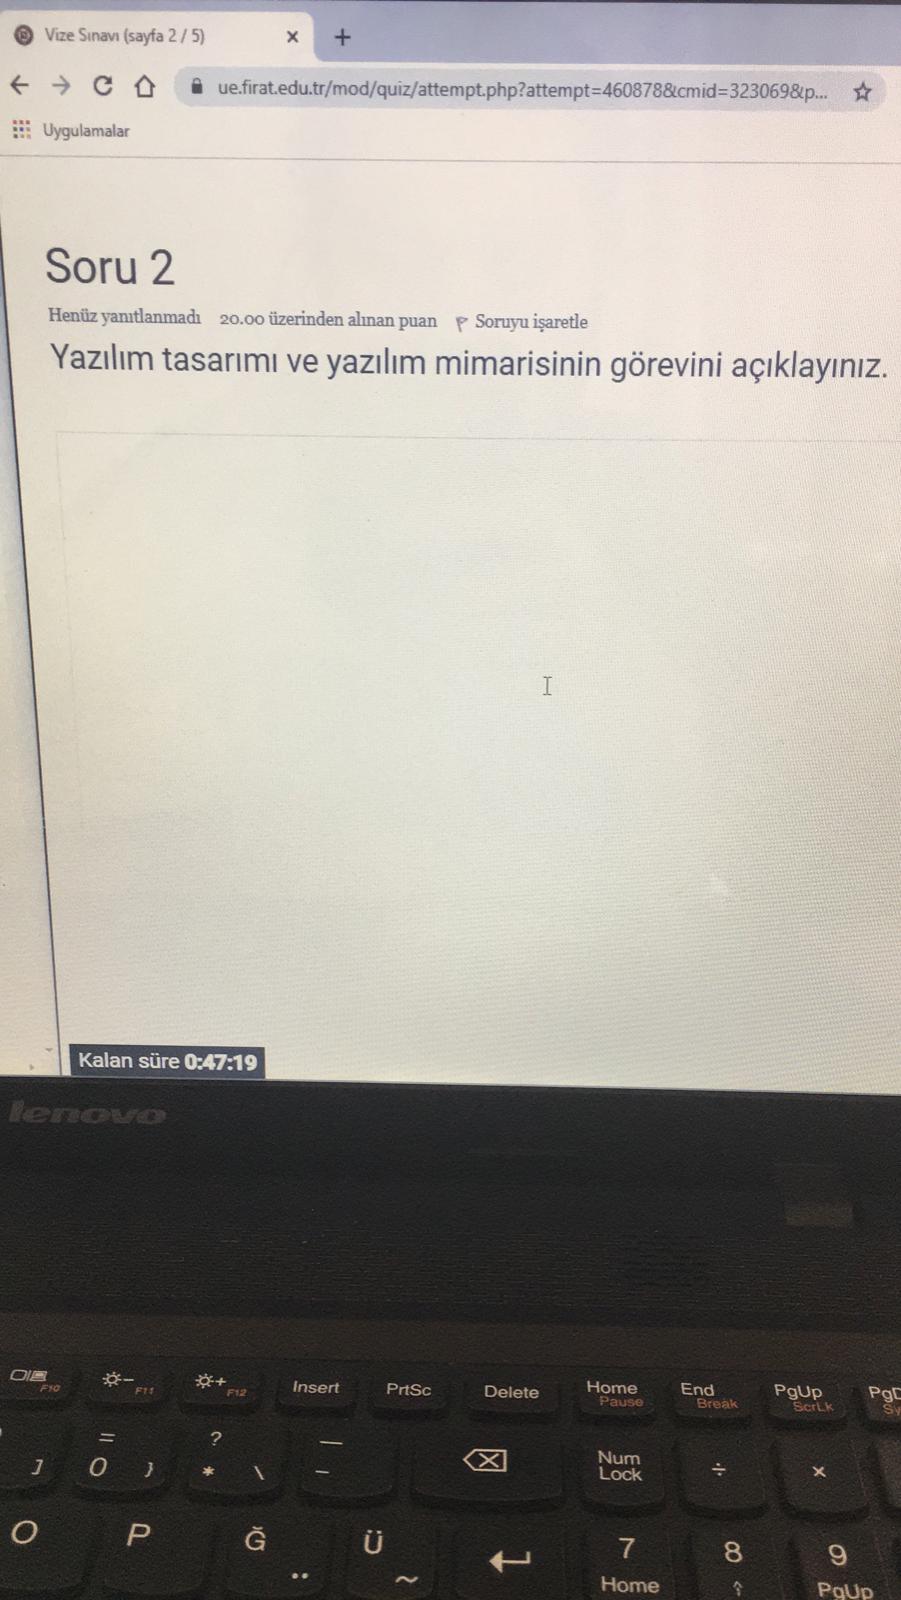 Vize Sınavı (sayfa 2 / 5)
ue.firat.edu.tr/mod/quiz/attempt.php?attempt=460878&cmid=323069&p...
Uygulamalar
Soru 2
Henüz yanıtlanmadı 20.00 üzerinden alınan puan Soruyu işaretle
Yazılım tasarımı ve yazılım mimarisinin görevini açıklayınız.
Kalan süre 0:47:19
lenovo
F10 F11 F12 Insert PrtSc Delete Home End PgUp
Pause Break ScrLk
= ? —
] 0 } * \ - Num Lock ÷ ×
O P Ğ Ü 7 8 9
¨ ~ Home PgUp